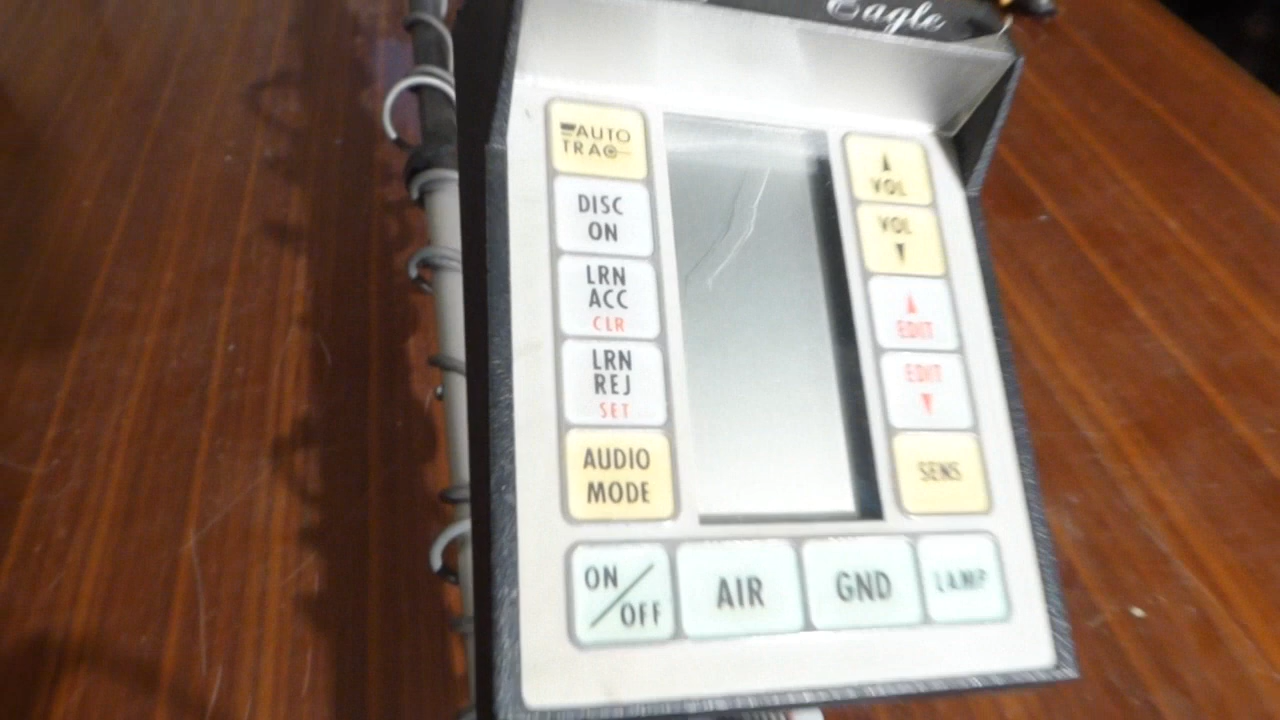 Eagle
AUTO
TRAC
DISC
ON
LRN
ACC
CLR
LRN
REJ
SET
AUDIO
MODE
VOL
VOL
EDIT
EDIT
SENS
ON/OFF
AIR
GND
LAMP